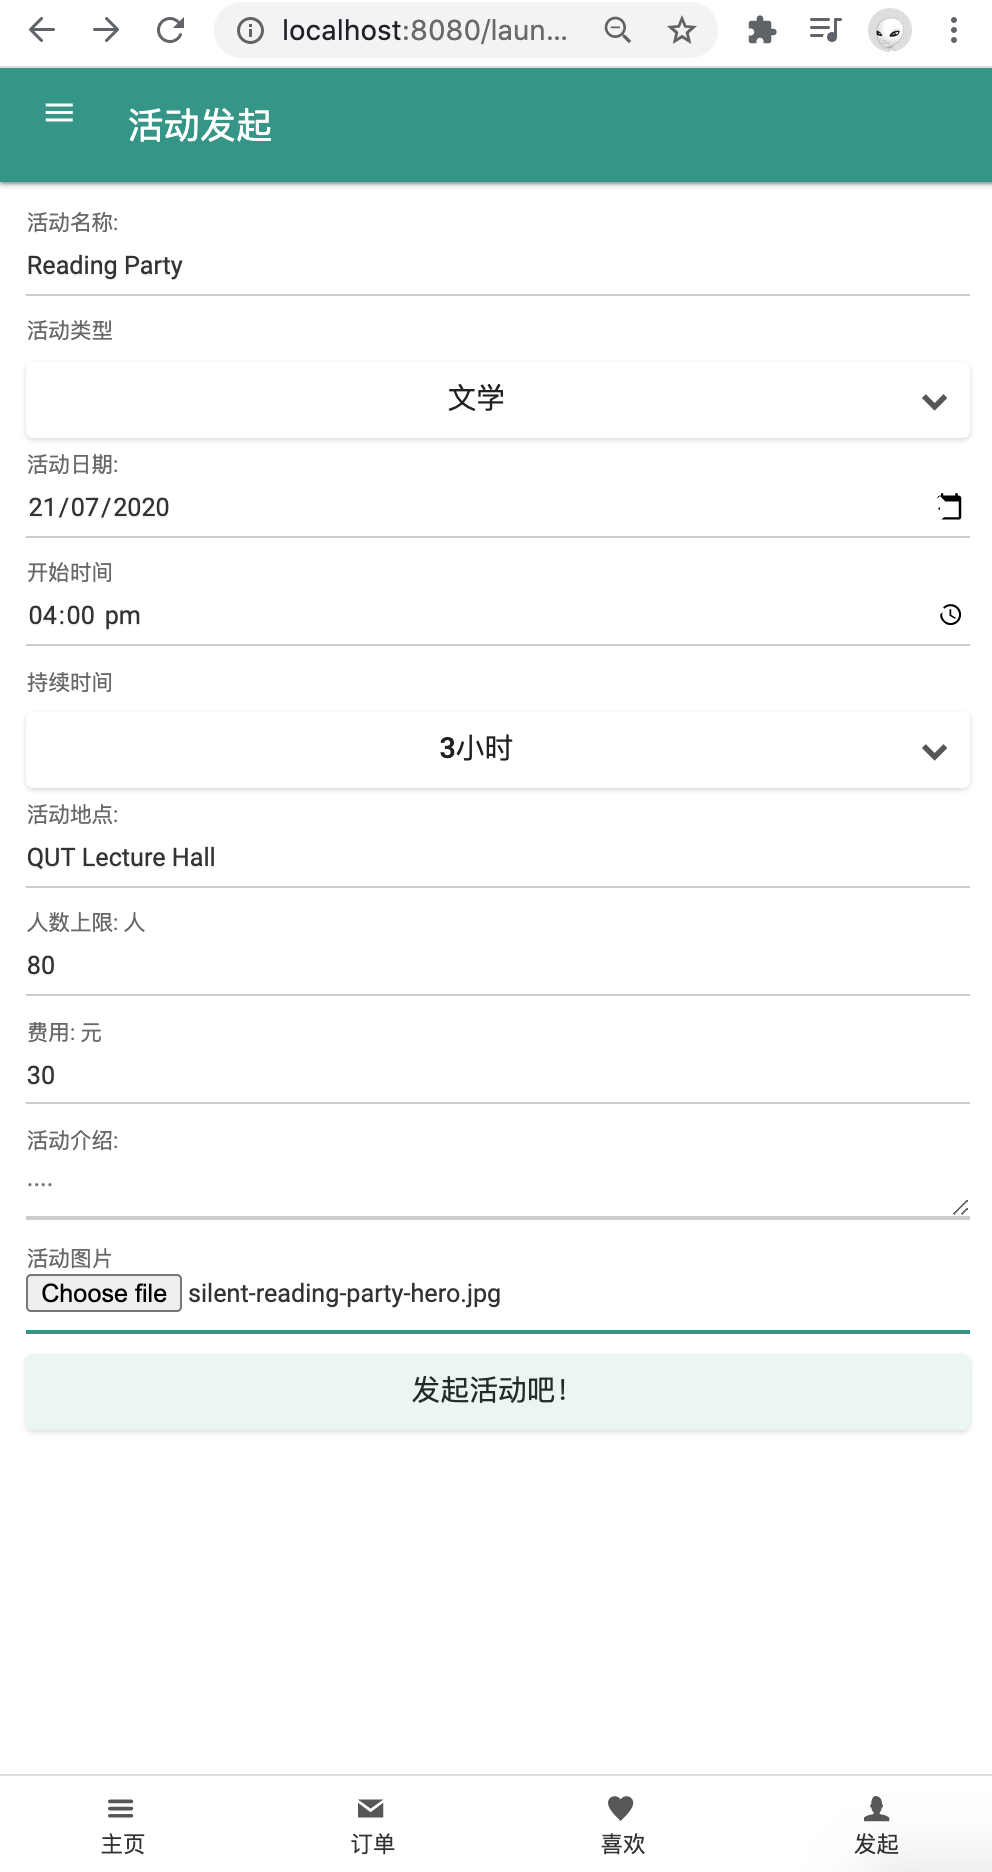 localhost:8080/laun...
活动发起
活动名称:
Reading Party
活动类型
文学
活动日期:
21/07/2020
开始时间
04:00 pm
持续时间
3小时
活动地点:
QUT Lecture Hall
人数上限: 人
80
费用: 元
30
活动介绍:
....
活动图片
Choose file silent-reading-party-hero.jpg
发起活动吧!
主页 订单 喜欢 发起